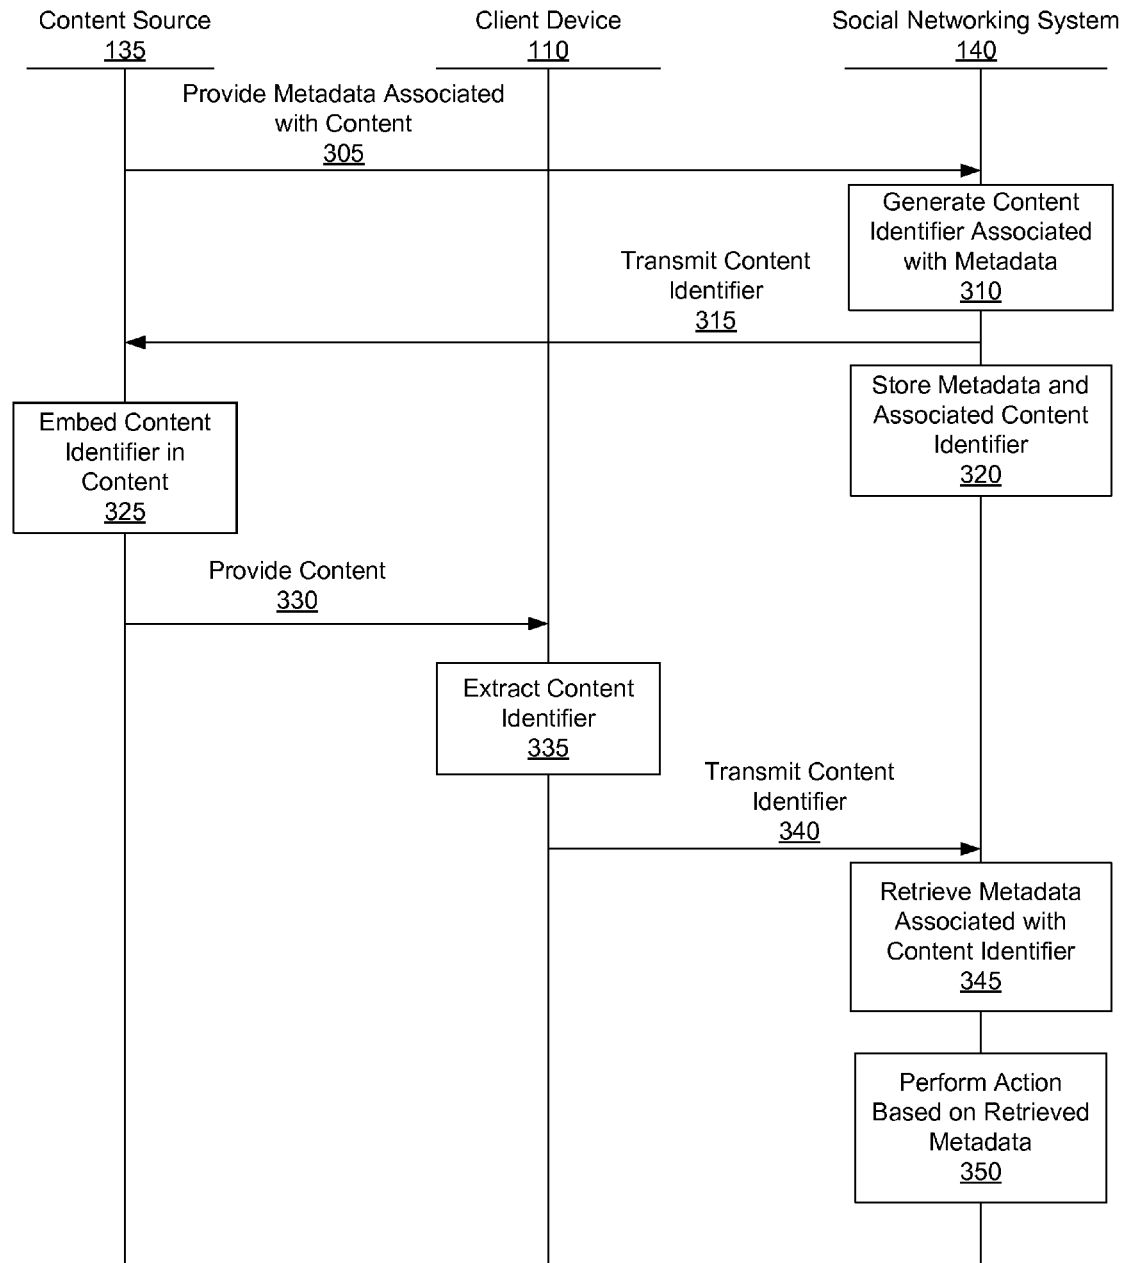 Content Source
135
Client Device
110
Social Networking System
140
Provide Metadata Associated
with Content
305
Generate Content
Identifier Associated
with Metadata
310
Transmit Content
Identifier
315
Store Metadata and
Associated Content
Identifier
320
Embed Content
Identifier in
Content
325
Provide Content
330
Extract Content
Identifier
335
Transmit Content
Identifier
340
Retrieve Metadata
Associated with
Content Identifier
345
Perform Action
Based on Retrieved
Metadata
350